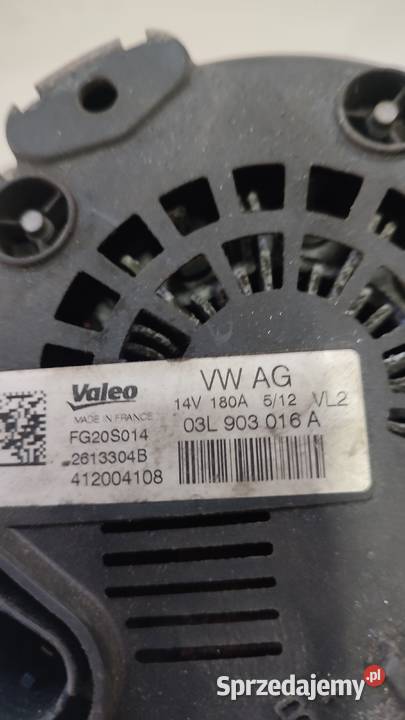 Valeo
MADE IN FRANCE
FG20S014
2613304B
412004108
VW AG
14V 180A 5/12 VL2
03L 903 016 A
Sprzedajemy.pl